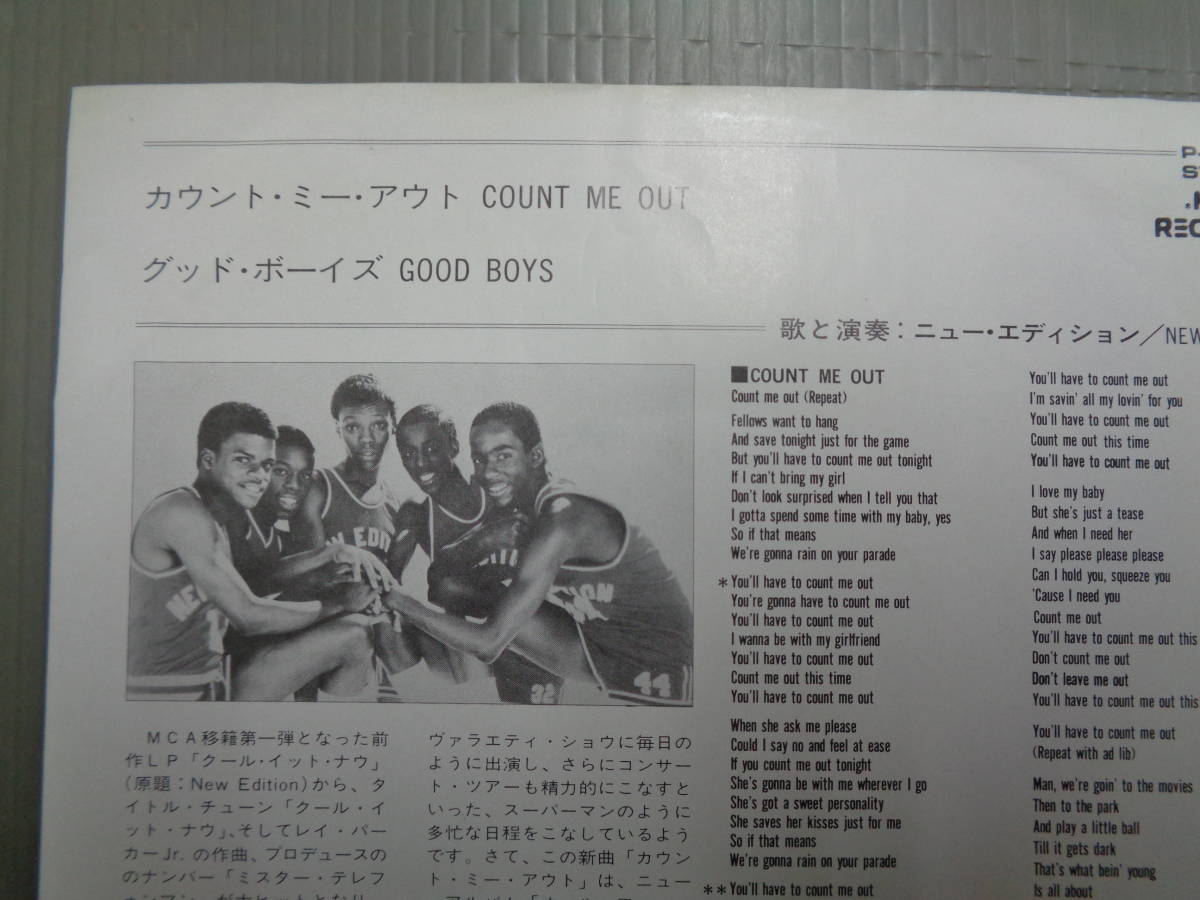 カウント・ミー・アウト COUNT ME OUT
グッド・ボーイズ GOOD BOYS
歌と演奏：ニュー・エディション／NEW
NEW
EDIT
44
32
MCA移籍第一弾となった前
作LP「クール・イット・ナウ」
(原題：New Edition)から、タ
イトル・チューン「クール・イ
ット・ナウ」、そしてレイ・パー
カーJr. の作曲、プロデュースの
のナンバー「ミスター・テレフ
ヴァラエティ・ショウに毎日の
ように出演し、さらにコンサー
ト・ツアーも精力的にこなすと
いった、スーパーマンのように
多忙な日程をこなしているよう
です。さて、この新曲「カウン
ト・ミー・アウト」は、ニュー
■COUNT ME OUT
Count me out (Repeat)
Fellows want to hang
And save tonight just for the game
But you'll have to count me out tonight
If I can't bring my girl
Don't look surprised when I tell you that
I gotta spend some time with my baby, yes
So if that means
We're gonna rain on your parade
＊You'll have to count me out
You're gonna have to count me out
You'll have to count me out
I wanna be with my girlfriend
You'll have to count me out
Count me out this time
You'll have to count me out
When she ask me please
Could I say no and feel at ease
If you count me out tonight
She's gonna be with me wherever I go
She's got a sweet personality
She saves her kisses just for me
So if that means
We're gonna rain on your parade
＊＊You'll have to count me out
You'll have to count me out
I'm savin' all my lovin' for you
You'll have to count me out
Count me out this time
You'll have to count me out
I love my baby
But she's just a tease
And when I need her
I say please please please
Can I hold you, squeeze you
'Cause I need you
Count me out
You'll have to count me out this
Don't count me out
Don't leave me out
You'll have to count me out this
You'll have to count me out
(Repeat with ad lib)
Man, we're goin' to the movies
Then to the park
And play a little ball
Till it gets dark
That's what bein' young
Is all about